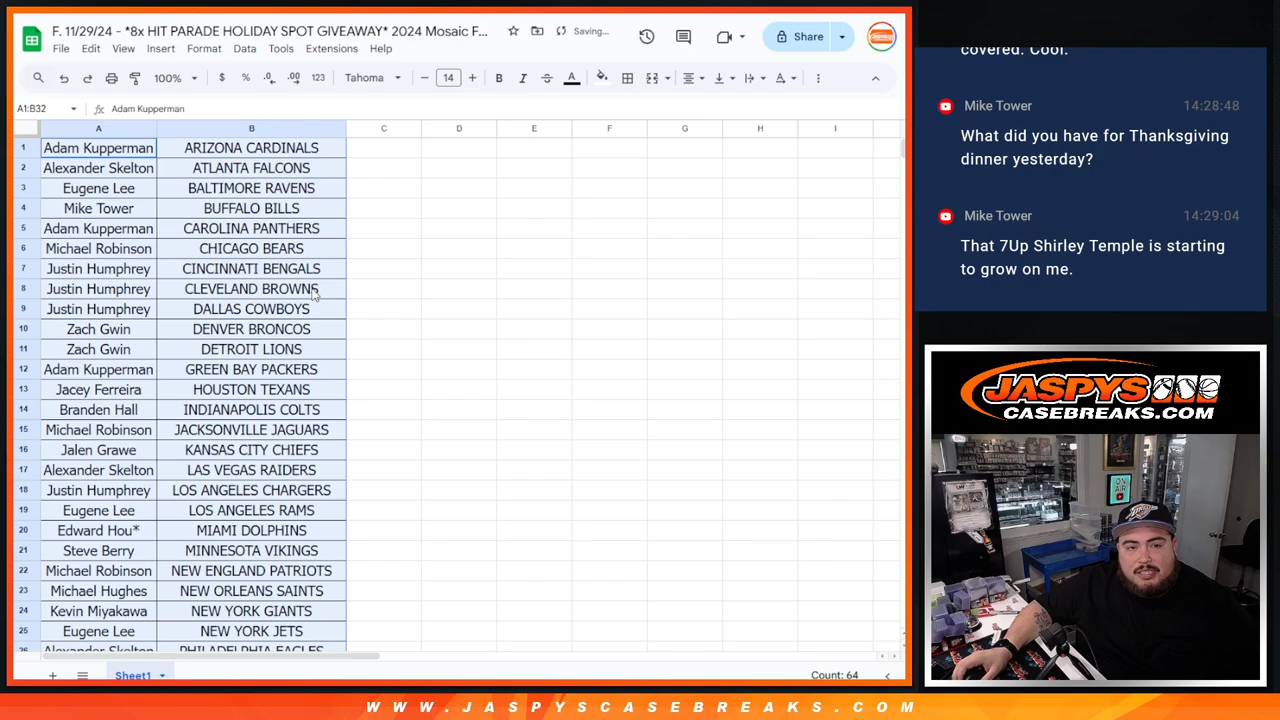 F. 11/29/24 - *8x HIT PARADE HOLIDAY SPOT GIVEAWAY* 2024 Mosaic F...
Saving...
Share
File Edit View Insert Format Data Tools Extensions Help
100% $ % .0 .00 123 Tahoma 14 B I A
A1:B32 fx Adam Kupperman
A B C D E F G H I
1 Adam Kupperman ARIZONA CARDINALS
2 Alexander Skelton ATLANTA FALCONS
3 Eugene Lee BALTIMORE RAVENS
4 Mike Tower BUFFALO BILLS
5 Adam Kupperman CAROLINA PANTHERS
6 Michael Robinson CHICAGO BEARS
7 Justin Humphrey CINCINNATI BENGALS
8 Justin Humphrey CLEVELAND BROWNS
9 Justin Humphrey DALLAS COWBOYS
10 Zach Gwin DENVER BRONCOS
11 Zach Gwin DETROIT LIONS
12 Adam Kupperman GREEN BAY PACKERS
13 Jacey Ferreira HOUSTON TEXANS
14 Branden Hall INDIANAPOLIS COLTS
15 Michael Robinson JACKSONVILLE JAGUARS
16 Jalen Grawe KANSAS CITY CHIEFS
17 Alexander Skelton LAS VEGAS RAIDERS
18 Justin Humphrey LOS ANGELES CHARGERS
19 Eugene Lee LOS ANGELES RAMS
20 Edward Hou* MIAMI DOLPHINS
21 Steve Berry MINNESOTA VIKINGS
22 Michael Robinson NEW ENGLAND PATRIOTS
23 Michael Hughes NEW ORLEANS SAINTS
24 Kevin Miyakawa NEW YORK GIANTS
25 Eugene Lee NEW YORK JETS
26 Alexander Skelton PHILADELPHIA EAGLES
Sheet1
Count: 64
covered. Cool.
Mike Tower 14:28:48
What did you have for Thanksgiving
dinner yesterday?
Mike Tower 14:29:04
That 7Up Shirley Temple is starting
to grow on me.
JASPYS
CASEBREAKS.COM
ON
AIR
WWW.JASPYSCASEBREAKS.COM